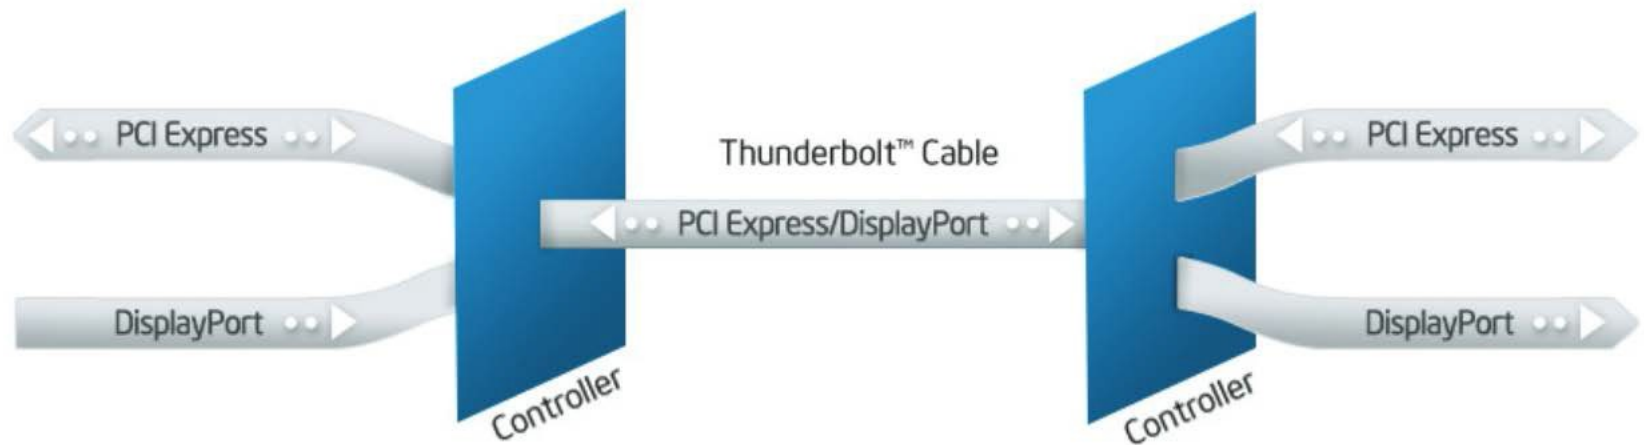 PCI Express
DisplayPort
Controller
Thunderbolt™ Cable
PCI Express/DisplayPort
Controller
PCI Express
DisplayPort